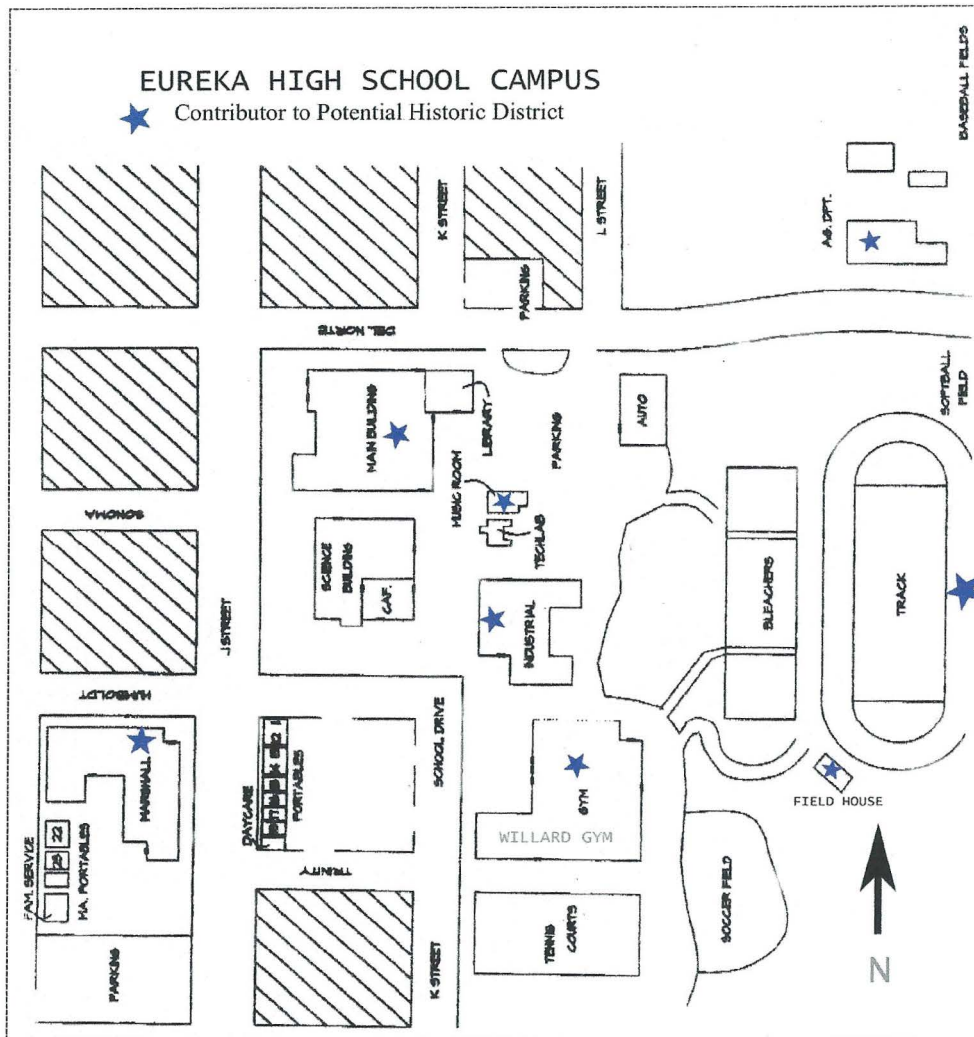 EUREKA HIGH SCHOOL CAMPUS
Contributor to Potential Historic District
BASEBALL FIELDS
K STREET
L STREET
AG. DPT.
PARKING
DEL NORTE
SOFTBALL
FIELD
MAIN BUILDING
LIBRARY
AUTO
MUSIC ROOM
PARKING
SONOMA
TECHLAB
SCIENCE
BUILDING
CAF.
BLEACHERS
TRACK
J STREET
INDUSTRIAL
HUMBOLDT
MARSHALL
SCHOOL DRIVE
DAYCARE
PORTABLES
GYM
WILLARD GYM
FIELD HOUSE
FAM. SERVICE
22
23
MA. PORTABLES
TRINITY
TENNIS
COURTS
SOCCER FIELD
PARKING
K STREET
N